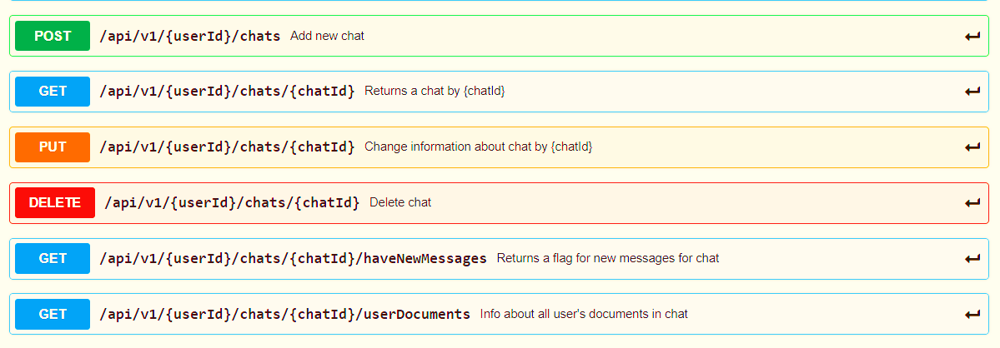 POST /api/v1/{userId}/chats Add new chat
GET /api/v1/{userId}/chats/{chatId} Returns a chat by {chatId}
PUT /api/v1/{userId}/chats/{chatId} Change information about chat by {chatId}
DELETE /api/v1/{userId}/chats/{chatId} Delete chat
GET /api/v1/{userId}/chats/{chatId}/haveNewMessages Returns a flag for new messages for chat
GET /api/v1/{userId}/chats/{chatId}/userDocuments Info about all user's documents in chat